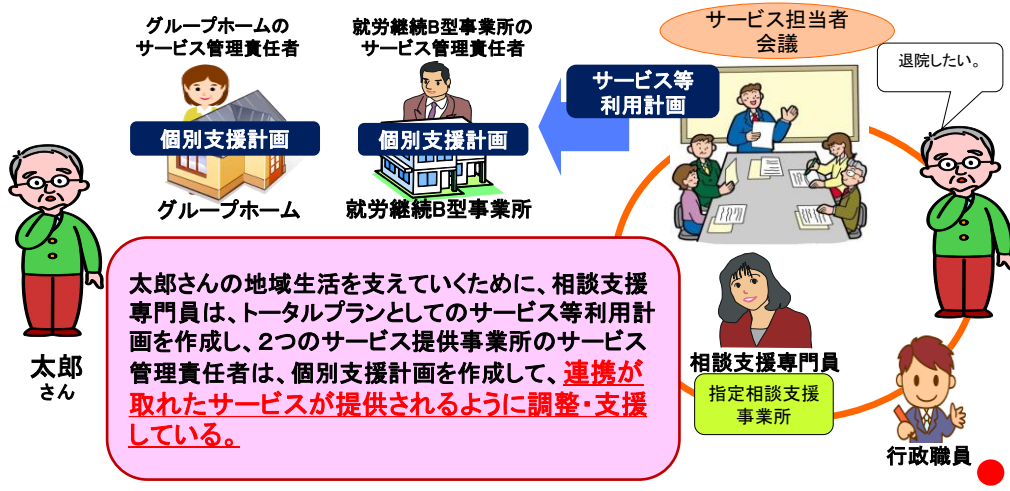 グループホームの
サービス管理責任者
就労継続B型事業所の
サービス管理責任者
サービス担当者
会議
退院したい。
サービス等
利用計画
個別支援計画
個別支援計画
グループホーム
就労継続B型事業所
太郎さんの地域生活を支えていくために、相談支援
専門員は、トータルプランとしてのサービス等利用計
画を作成し、２つのサービス提供事業所のサービス
管理責任者は、個別支援計画を作成して、連携が
取れたサービスが提供されるように調整・支援
している。
太郎
さん
相談支援専門員
指定相談支援
事業所
行政職員